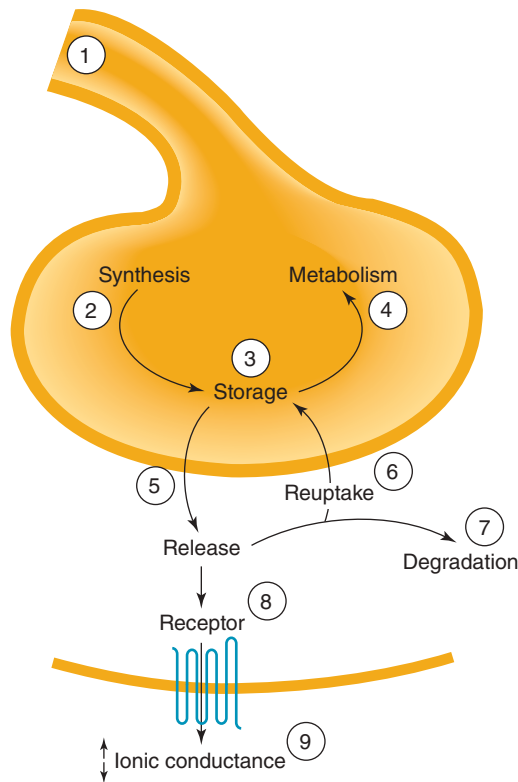 1
Synthesis
Metabolism
2
4
3
Storage
5
6
Reuptake
7
Release
Degradation
8
Receptor
9
Ionic conductance